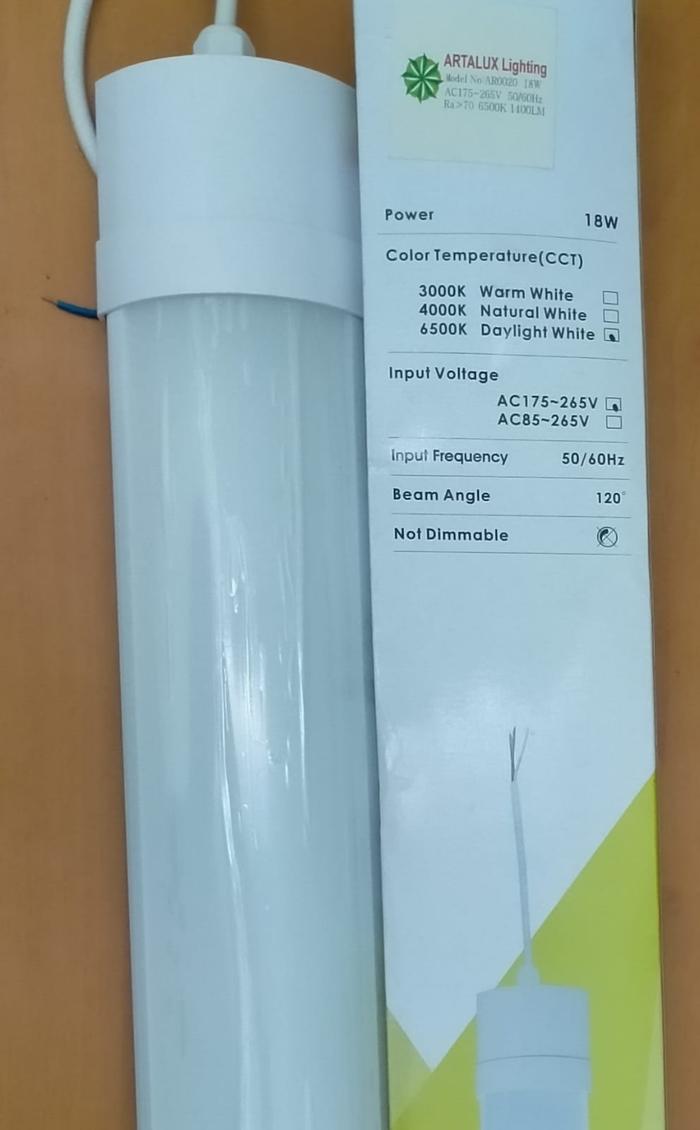 ARTALUX Lighting
Model No AR0020 18W
AC175~265V 50/60Hz
Ra>70 6500K 1400LM
Power 18W
Color Temperature(CCT)
3000K Warm White
4000K Natural White
6500K Daylight White
Input Voltage
AC175~265V
AC85~265V
Input Frequency 50/60Hz
Beam Angle 120°
Not Dimmable